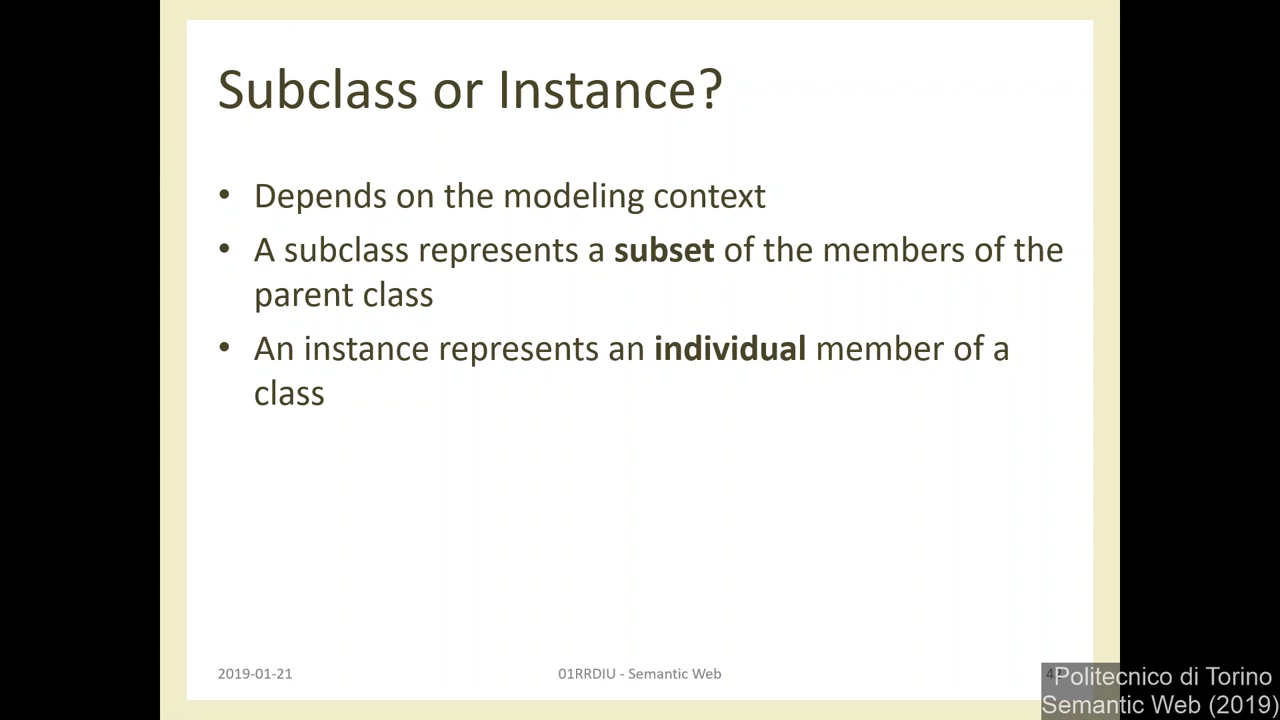 Subclass or Instance?
• Depends on the modeling context
• A subclass represents a subset of the members of the
parent class
• An instance represents an individual member of a
class
2019-01-21
01RRDIU - Semantic Web
Politecnico di Torino
Semantic Web (2019)